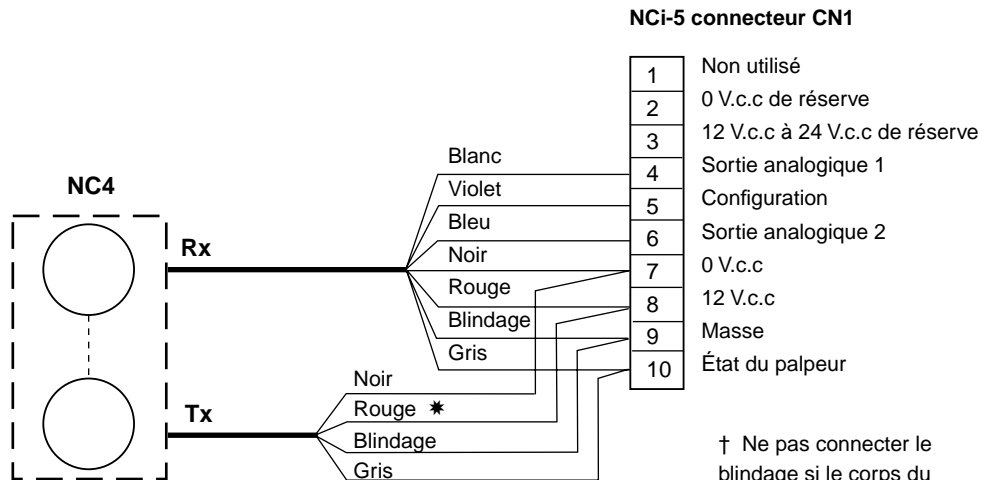 NCi-5 connecteur CN1
1 Non utilisé
2 0 V.c.c de réserve
3 12 V.c.c à 24 V.c.c de réserve
4 Sortie analogique 1
5 Configuration
6 Sortie analogique 2
7 0 V.c.c
8 12 V.c.c
9 Masse
10 État du palpeur
NC4
Rx
Blanc
Violet
Bleu
Noir
Rouge
Blindage
Gris
Tx
Noir
Rouge ✷
Blindage
Gris
† Ne pas connecter le
blindage si le corps du